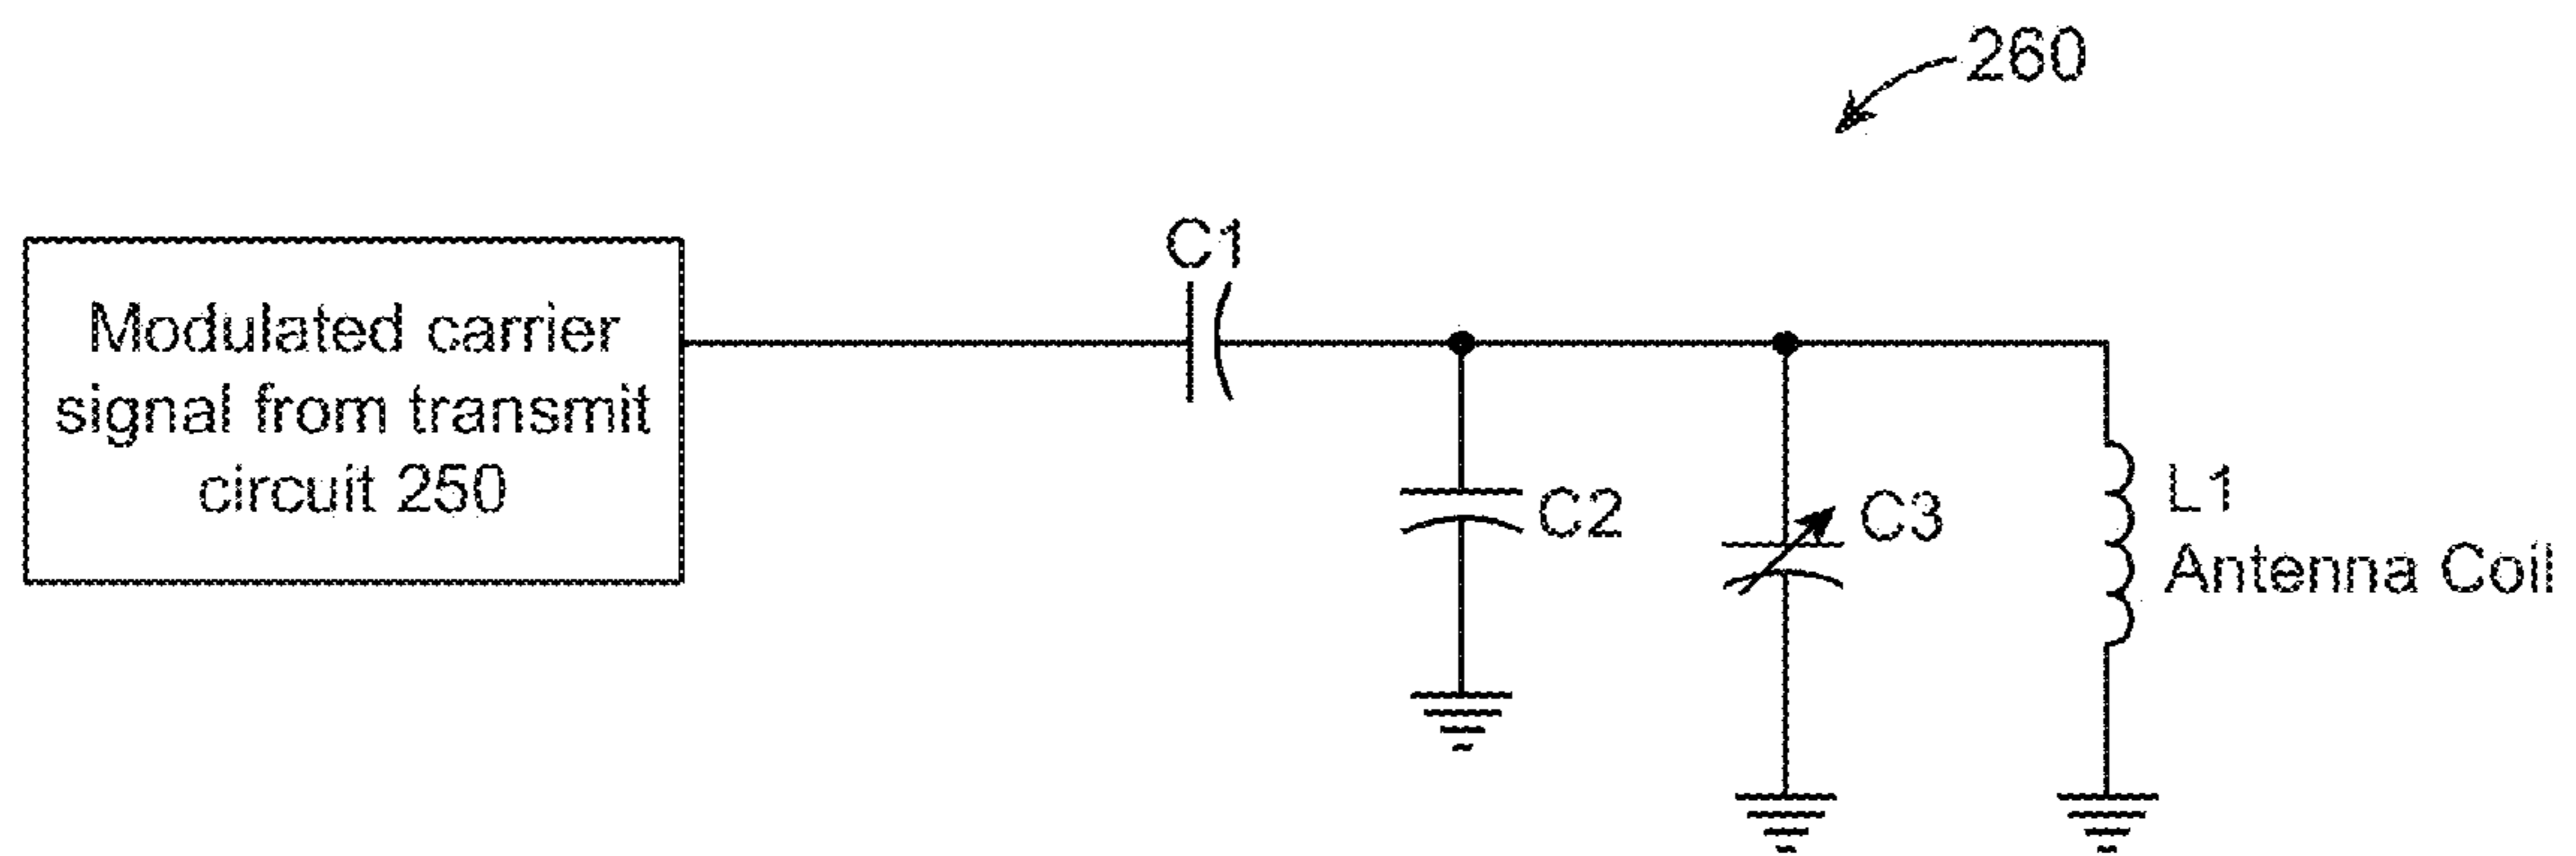 260
C1
Modulated carrier
signal from transmit
circuit 250
C2
C3
L1
Antenna Coil